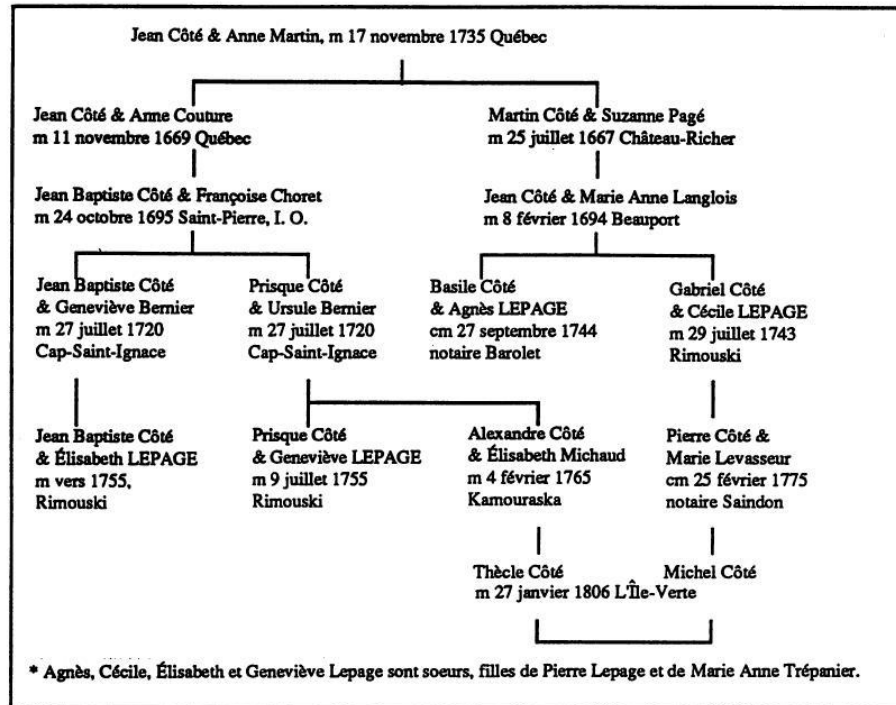 Jean Côté & Anne Martin, m 17 novembre 1735 Québec
Jean Côté & Anne Couture
m 11 novembre 1669 Québec
Martin Côté & Suzanne Pagé
m 25 juillet 1667 Château-Richer
Jean Baptiste Côté & Françoise Choret
m 24 octobre 1695 Saint-Pierre, I. O.
Jean Côté & Marie Anne Langlois
m 8 février 1694 Beauport
Jean Baptiste Côté
& Geneviève Bernier
m 27 juillet 1720
Cap-Saint-Ignace
Prisque Côté
& Ursule Bernier
m 27 juillet 1720
Cap-Saint-Ignace
Basile Côté
& Agnès LEPAGE
cm 27 septembre 1744
notaire Barolet
Gabriel Côté
& Cécile LEPAGE
m 29 juillet 1743
Rimouski
Jean Baptiste Côté
& Élisabeth LEPAGE
m vers 1755,
Rimouski
Prisque Côté
& Geneviève LEPAGE
m 9 juillet 1755
Rimouski
Alexandre Côté
& Élisabeth Michaud
m 4 février 1765
Kamouraska
Pierre Côté &
Marie Levasseur
cm 25 février 1775
notaire Saindon
Thècle Côté
Michel Côté
m 27 janvier 1806 L'Île-Verte
* Agnès, Cécile, Élisabeth et Geneviève Lepage sont soeurs, filles de Pierre Lepage et de Marie Anne Trépanier.